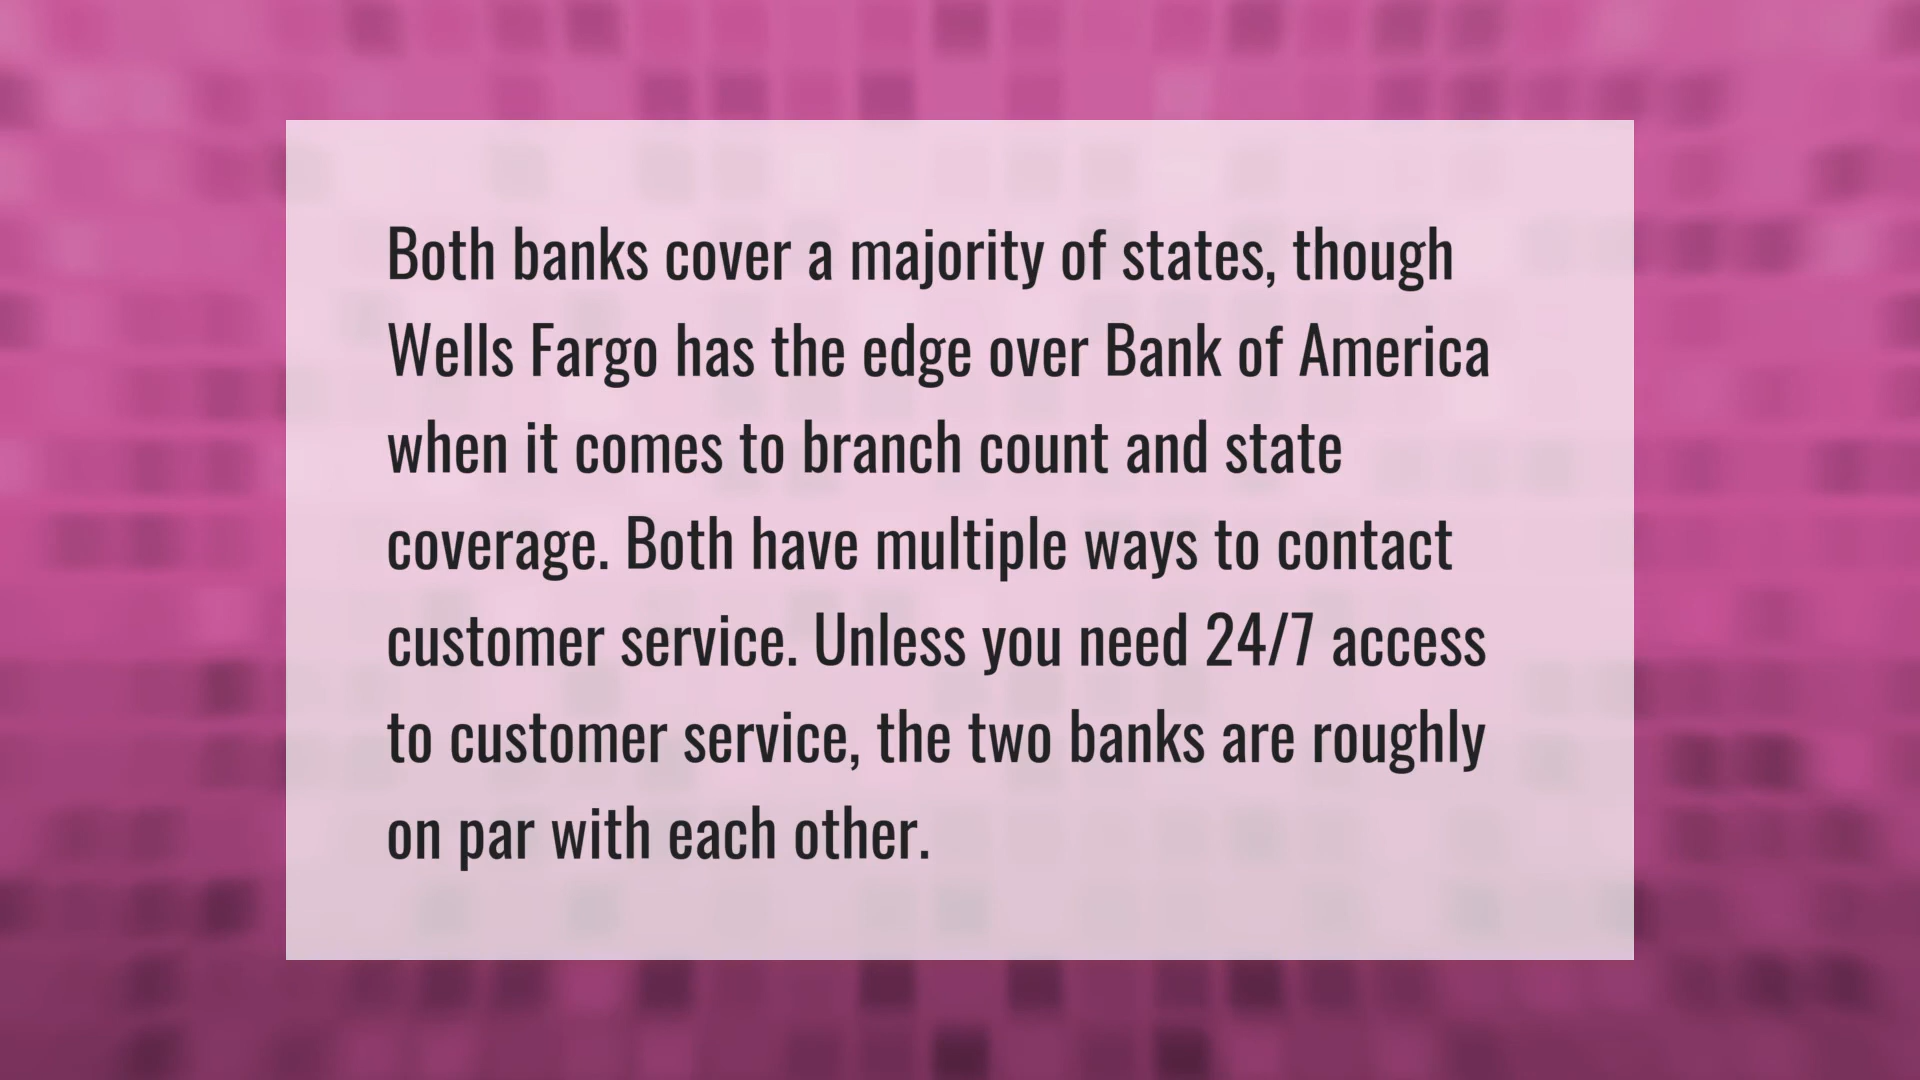 Both banks cover a majority of states, though
Wells Fargo has the edge over Bank of America
when it comes to branch count and state
coverage. Both have multiple ways to contact
customer service. Unless you need 24/7 access
to customer service, the two banks are roughly
on par with each other.